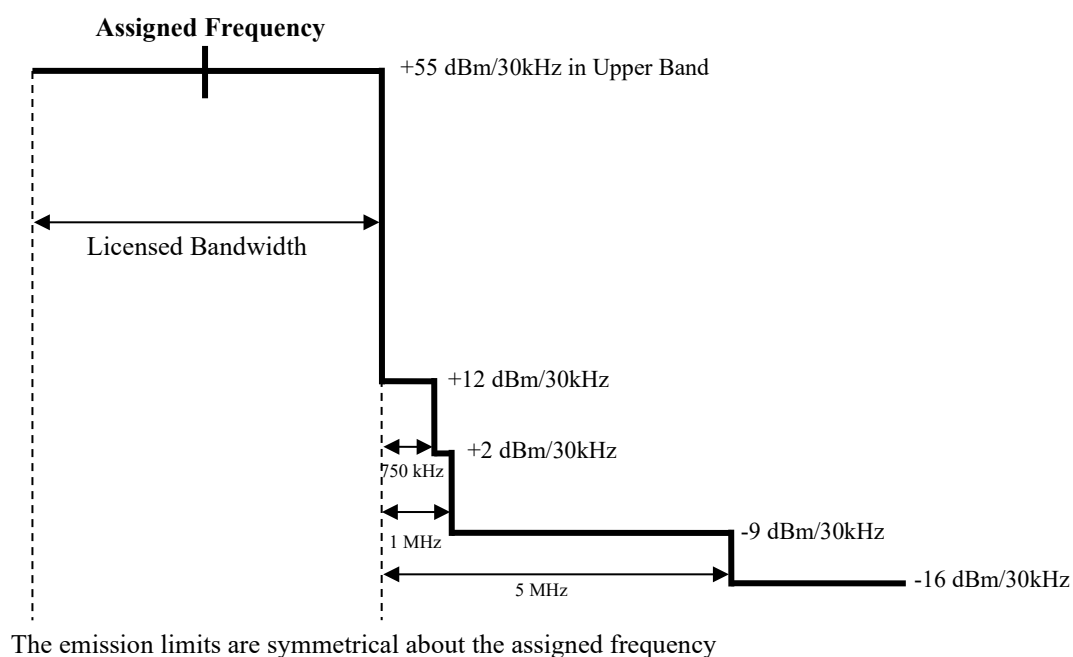 Assigned Frequency
+55 dBm/30kHz in Upper Band
Licensed Bandwidth
+12 dBm/30kHz
+2 dBm/30kHz
750 kHz
-9 dBm/30kHz
1 MHz
-16 dBm/30kHz
5 MHz
The emission limits are symmetrical about the assigned frequency